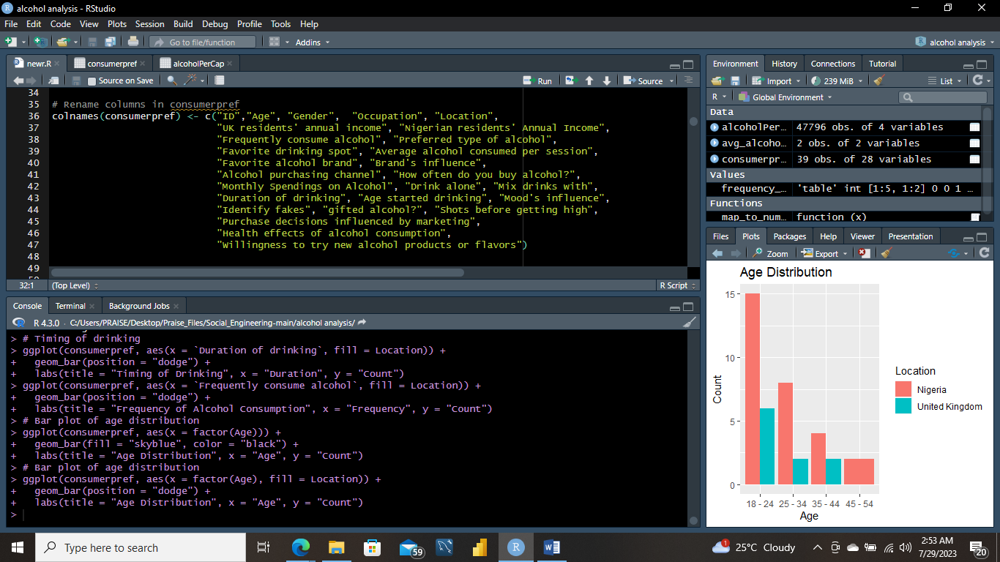 alcohol analysis - RStudio
File Edit Code View Plots Session Build Debug Profile Tools Help
Go to file/function Addins alcohol analysis
newr.R consumerpref alcoholPerCap
Source on Save Run Source
34
35 # Rename columns in consumerpref
36 colnames(consumerpref) <- c("ID","Age", "Gender", "Occupation", "Location",
37 "UK residents' annual income", "Nigerian residents' Annual Income",
38 "Frequently consume alcohol", "Preferred type of alcohol",
39 "Favorite drinking spot", "Average alcohol consumed per session",
40 "Favorite alcohol brand", "Brand's influence",
41 "Alcohol purchasing channel", "How often do you buy alcohol?",
42 "Monthly Spendings on Alcohol", "Drink alone", "Mix drinks with",
43 "Duration of drinking", "Age started drinking", "Mood's influence",
44 "Identify fakes", "gifted alcohol?", "shots before getting high",
45 "Purchase decisions influenced by marketing",
46 "Health effects of alcohol consumption",
47 "Willingness to try new alcohol products or flavors")
48
49
32:1 (Top Level) R Script
Console Terminal Background Jobs
R 4.3.0 · C:/Users/PRAISE/Desktop/Praise_Files/Social_Engineering-main/alcohol analysis/
> # Timing of drinking
> ggplot(consumerpref, aes(x = `Duration of drinking`, fill = Location)) +
+ geom_bar(position = "dodge") +
+ labs(title = "Timing of Drinking", x = "Duration", y = "Count")
> ggplot(consumerpref, aes(x = `Frequently consume alcohol`, fill = Location)) +
+ geom_bar(position = "dodge") +
+ labs(title = "Frequency of Alcohol Consumption", x = "Frequency", y = "Count")
> # Bar plot of age distribution
> ggplot(consumerpref, aes(x = factor(Age))) +
+ geom_bar(fill = "skyblue", color = "black") +
+ labs(title = "Age Distribution", x = "Age", y = "Count")
> # Bar plot of age distribution
> ggplot(consumerpref, aes(x = factor(Age), fill = Location)) +
+ geom_bar(position = "dodge") +
+ labs(title = "Age Distribution", x = "Age", y = "Count")
>
Environment History Connections Tutorial
Import 239 MiB List
R Global Environment
Data
alcoholPer... 47796 obs. of 4 variables
avg_alcoho... 2 obs. of 2 variables
consumerpr... 39 obs. of 28 variables
Values
frequency_... 'table' int [1:5, 1:2] 0 0 1 ...
Functions
map_to_num... function (x)
Files Plots Packages Help Viewer Presentation
Zoom Export
Age Distribution
15
10
5
0
Count
18 - 24 25 - 34 35 - 44 45 - 54
Age
Location
Nigeria
United Kingdom
Type here to search
59
R
W
1
25°C Cloudy
2:53 AM
7/29/2023
20